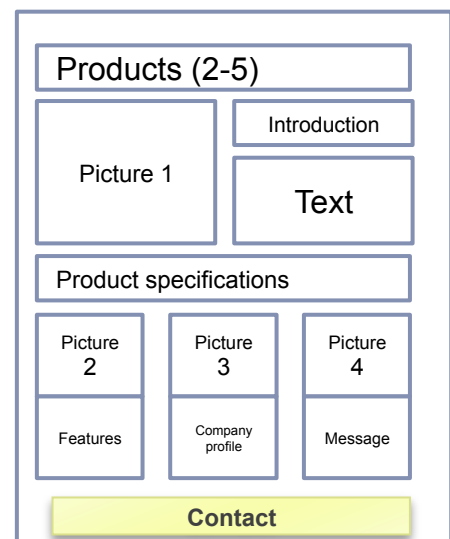 Products (2-5)
Picture 1
Introduction
Text
Product specifications
Picture
2
Picture
3
Picture
4
Features
Company
profile
Message
Contact